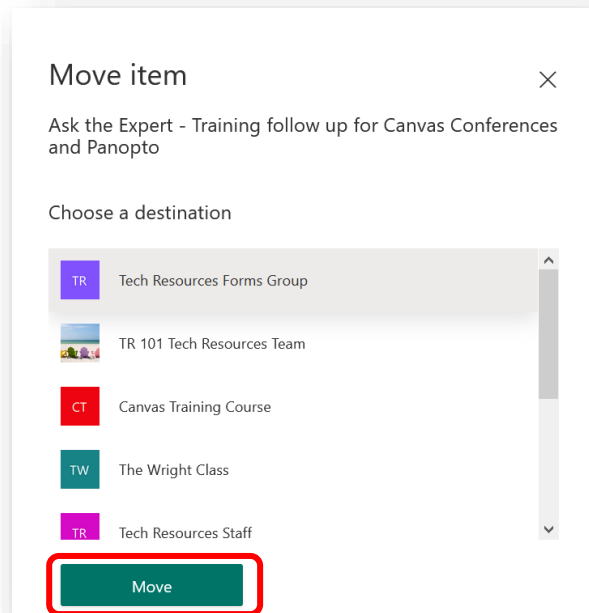 Move item
Ask the Expert - Training follow up for Canvas Conferences
and Panopto
Choose a destination
TR Tech Resources Forms Group
TR 101 Tech Resources Team
CT Canvas Training Course
TW The Wright Class
TR Tech Resources Staff
Move